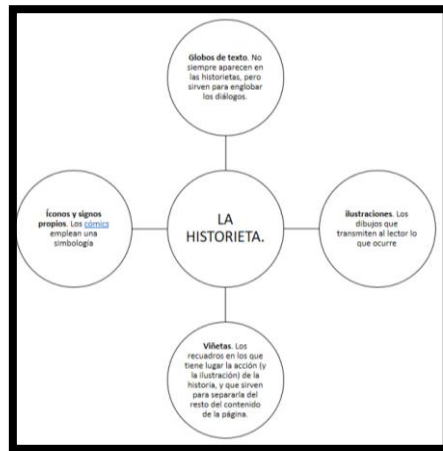 Globos de texto. No
siempre aparecen en
las historietas, pero
sirven para englobar
los diálogos.
Íconos y signos
propios. Los cómics
emplean una
simbología
LA
HISTORIETA.
ilustraciones. Los
dibujos que
transmiten al lector lo
que ocurre
Viñetas. Los
recuadros en los que
tiene lugar la acción (y
la ilustración) de la
historia, y que sirven
para separarla del
resto del contenido
de la página.